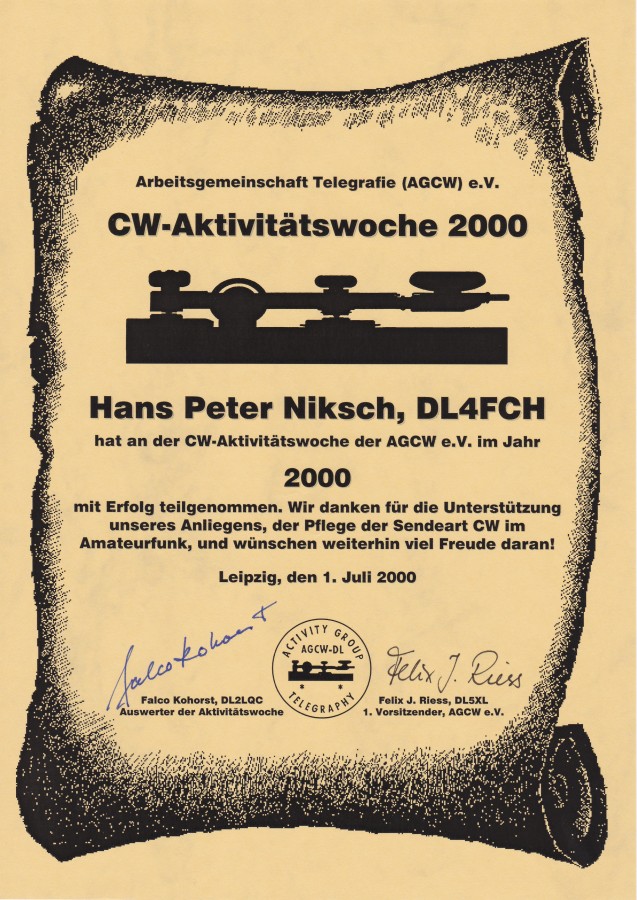 Arbeitsgemeinschaft Telegrafie (AGCW) e.V.
CW-Aktivitätswoche 2000
Hans Peter Niksch, DL4FCH
hat an der CW-Aktivitätswoche der AGCW e.V. im Jahr
2000
mit Erfolg teilgenommen. Wir danken für die Unterstützung
unseres Anliegens, der Pflege der Sendeart CW im
Amateurfunk, und wünschen weiterhin viel Freude daran!
Leipzig, den 1. Juli 2000
Falco Kohorst
ACTIVITY GROUP
AGCW-DL
* *
TELEGRAPHY
Felix J. Riess
Falko Kohorst, DL2LQC
Auswerter der Aktivitätswoche
Felix J. Riess, DL5XL
1. Vorsitzender, AGCW e.V.